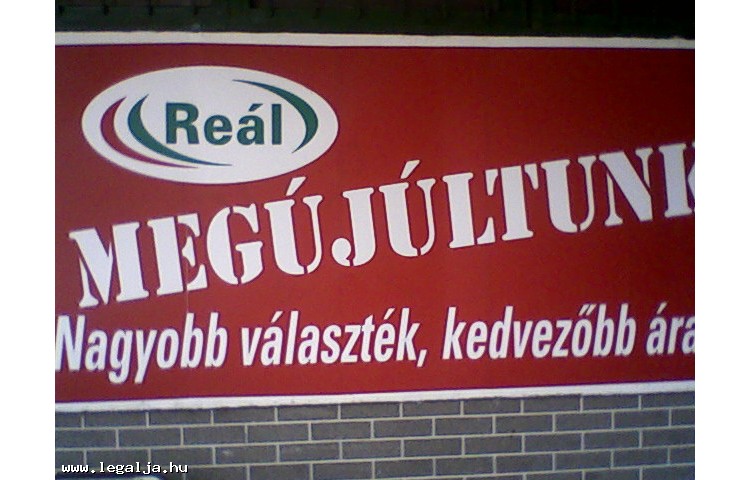 Reál
MEGÚJÚLTUNK
Nagyobb választék, kedvezőbb ára
www.legalja.hu